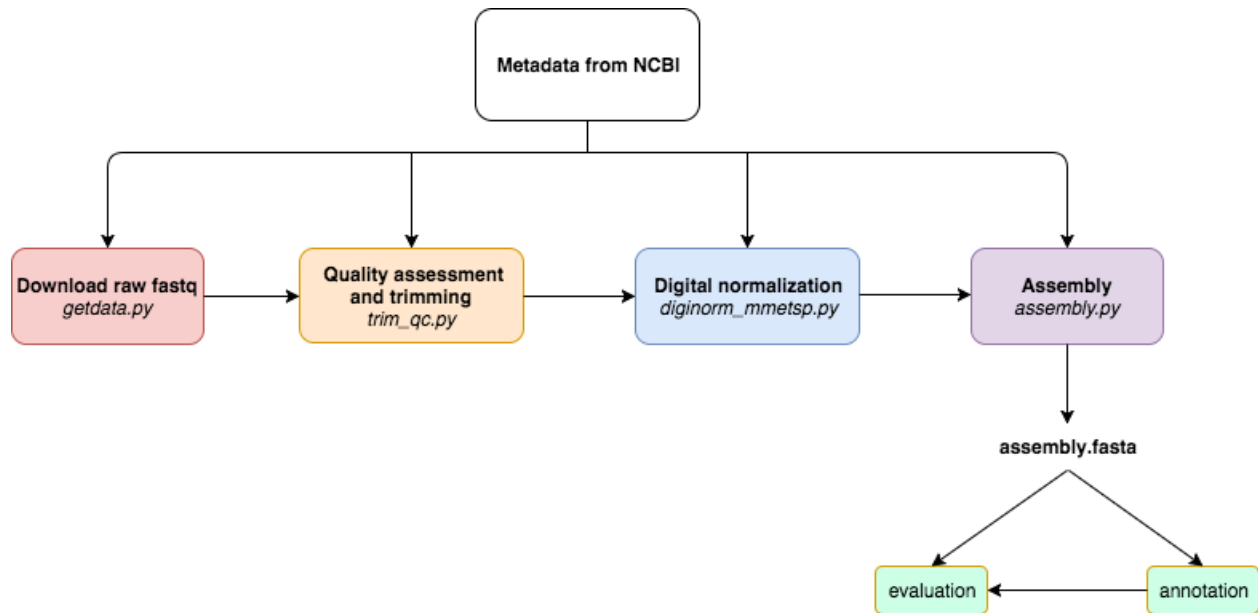 Metadata from NCBI
Download raw fastq
getdata.py
Quality assessment
and trimming
trim_qc.py
Digital normalization
diginorm_mmetsp.py
Assembly
assembly.py
assembly.fasta
evaluation
annotation